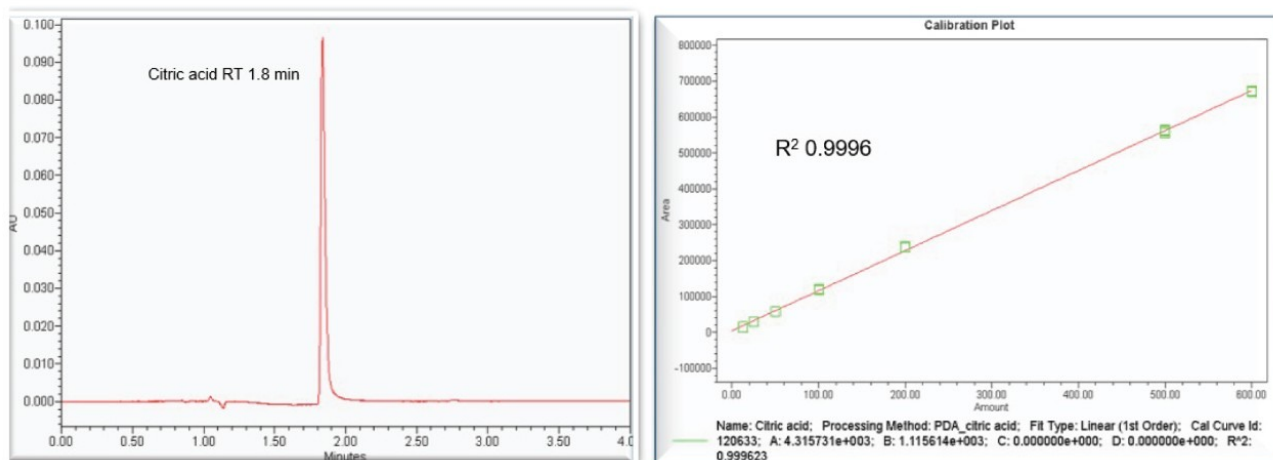 0.100
0.090
0.080
0.070
0.060
0.050
0.040
0.030
0.020
0.010
0.000
AU
Citric acid RT 1.8 min
0.00 0.50 1.00 1.50 2.00 2.50 3.00 3.50 4.0
Minutes
Calibration Plot
800000
700000
600000
500000
400000
300000
200000
100000
0
-100000
Area
R² 0.9996
0.00 100.00 200.00 300.00 400.00 500.00 600.00
Amount
Name: Citric acid; Processing Method: PDA_citric acid; Fit Type: Linear (1st Order); Cal Curve Id:
120633; A: 4.315731e+003; B: 1.115614e+003; C: 0.000000e+000; D: 0.000000e+000; R^2:
0.999623